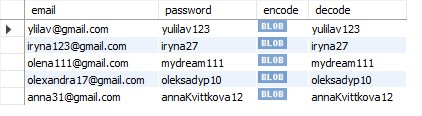 email password encode decode
ylilav@gmail.com yulilav123 BLOB yulilav123
iryna123@gmail.com iryna27 BLOB iryna27
olena111@gmail.com mydream111 BLOB mydream111
olexandra17@gmail.com oleksadyp10 BLOB oleksadyp10
anna31@gmail.com annaKvittkova12 BLOB annaKvittkova12